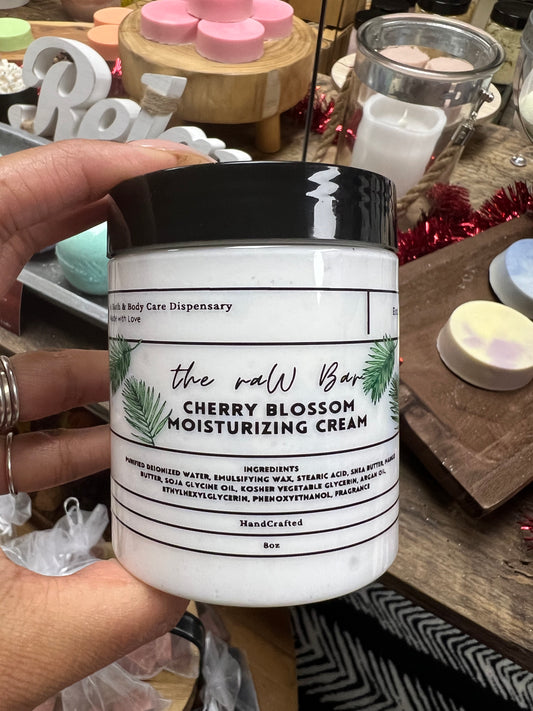 Rel
Bath & Body Care Dispensary
Made with Love
the raW Bar
CHERRY BLOSSOM
MOISTURIZING CREAM
INGREDIENTS
PURIFIED DEIONIZED WATER, EMULSIFYING WAX, STEARIC ACID, SHEA BUTTER, MANGO
BUTTER, SOJA GLYCINE OIL, KOSHER VEGETABLE GLYCERIN, ARGAN OIL,
ETHYLHEXYLGLYCERIN, PHENOXYETHANOL, FRAGRANCE
HandCrafted
8oz